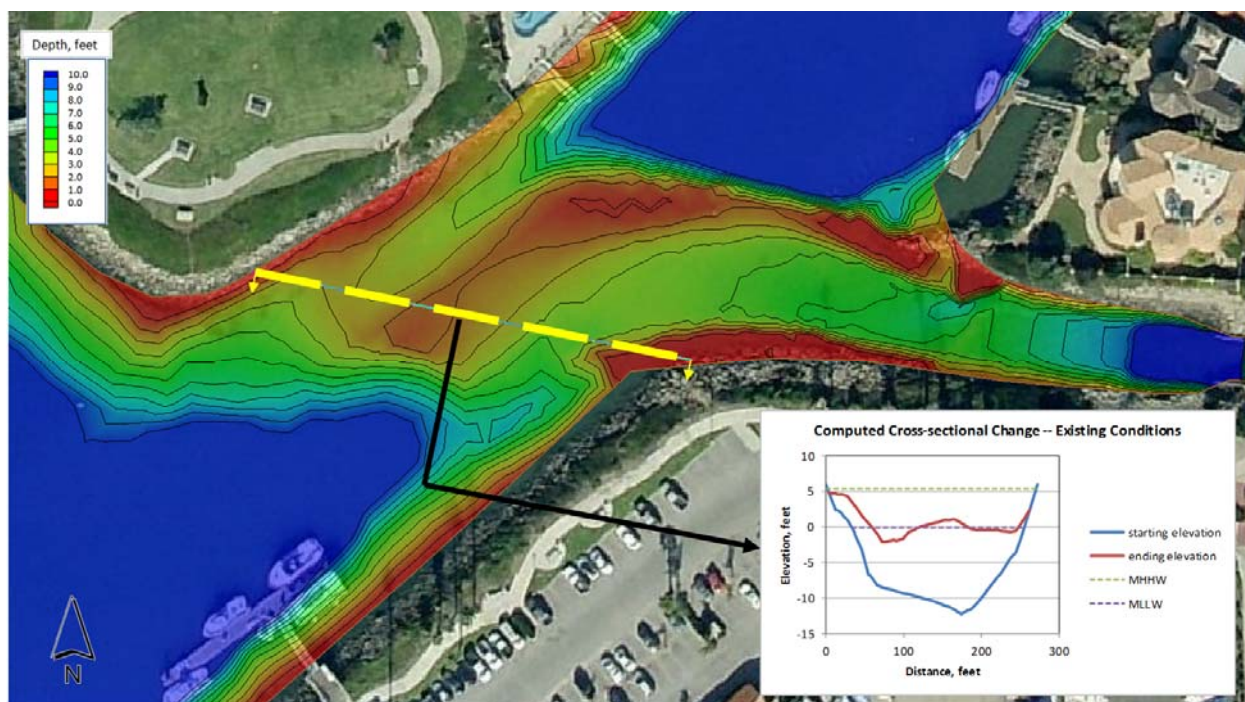 Depth, feet
10.0
9.0
8.0
7.0
6.0
5.0
4.0
3.0
2.0
1.0
0.0
N
Computed Cross-sectional Change -- Existing Conditions
Elevation, feet
10
5
0
-5
-10
-15
0
100
200
300
Distance, feet
starting elevation
ending elevation
MHHW
MLLW